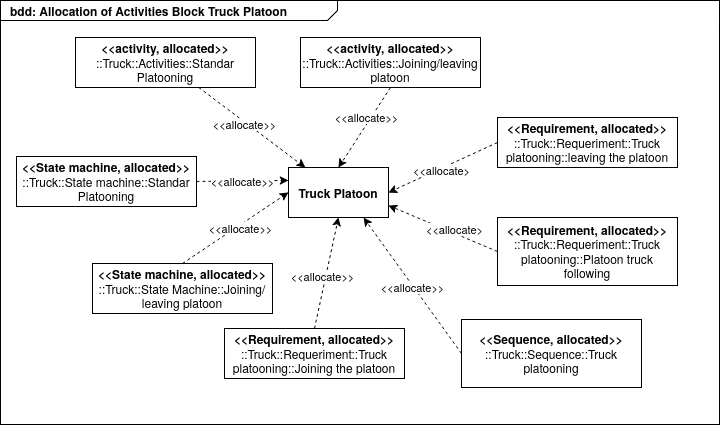 bdd: Allocation of Activities Block Truck Platoon
<<activity, allocated>>
::Truck::Activities::Standar
Platooning
<<activity, allocated>>
::Truck::Activities::Joining/leaving
platoon
<<allocate>>
<<allocate>>
<<Requirement, allocated>>
::Truck::Requeriment::Truck
platooning::leaving the platoon
<<State machine, allocated>>
::Truck::State machine::Standar
Platooning
<<allocate>>
<<allocate>>
Truck Platoon
<<allocate>>
<<allocate>>
<<Requirement, allocated>>
::Truck::Requeriment::Truck
platooning::Platoon truck
following
<<State machine, allocated>>
::Truck::State Machine::Joining/
leaving platoon
<<allocate>>
<<allocate>>
<<Requirement, allocated>>
::Truck::Requeriment::Truck
platooning::Joining the platoon
<<Sequence, allocated>>
::Truck::Sequence::Truck
platooning